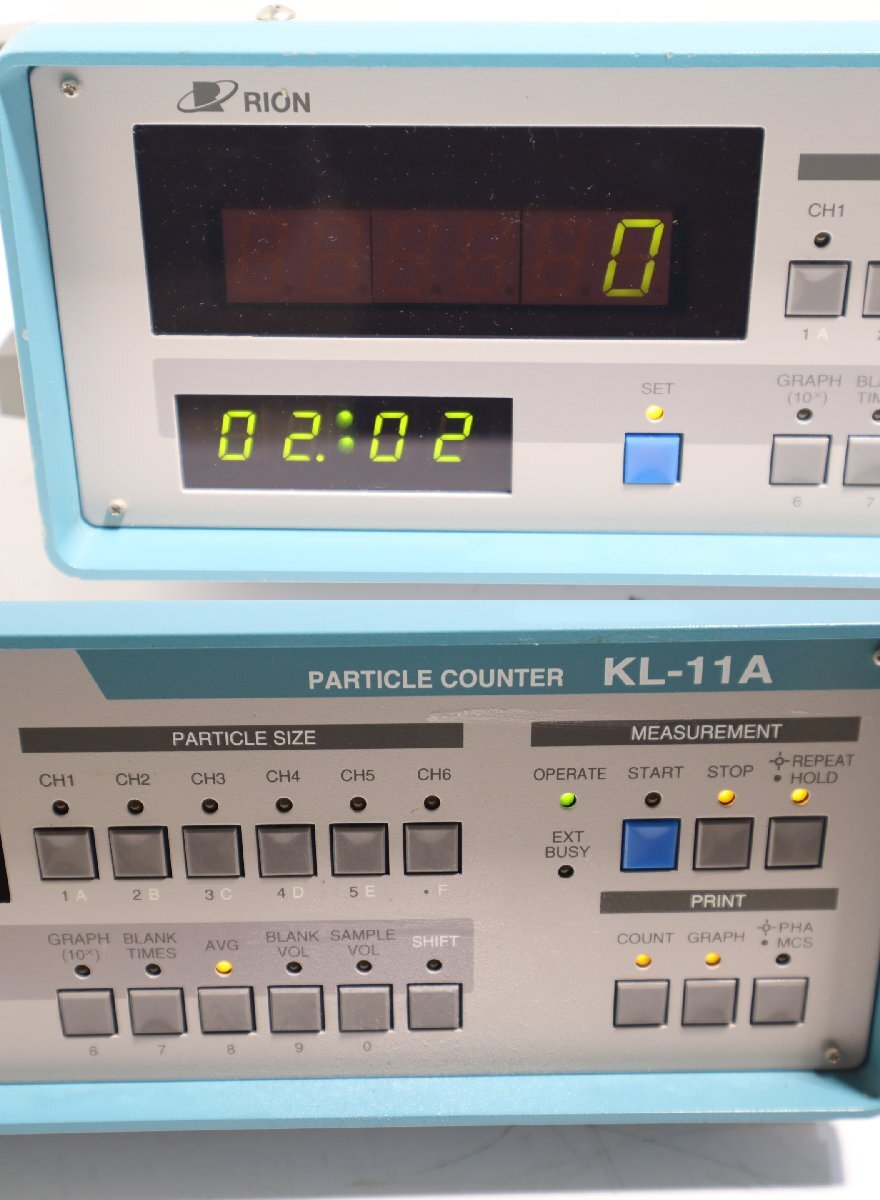 RION
0
CH1
1 A
02.:02
SET
GRAPH
(10ˣ)
6
7
PARTICLE COUNTER KL-11A
PARTICLE SIZE
CH1 CH2 CH3 CH4 CH5 CH6
1 A 2 B 3 C 4 D 5 E • F
GRAPH
(10ˣ)
BLANK
TIMES
AVG
BLANK
VOL
SAMPLE
VOL
SHIFT
6 7 8 9 0
MEASUREMENT
OPERATE START STOP
REPEAT
HOLD
EXT
BUSY
PRINT
COUNT GRAPH
PHA
MCS